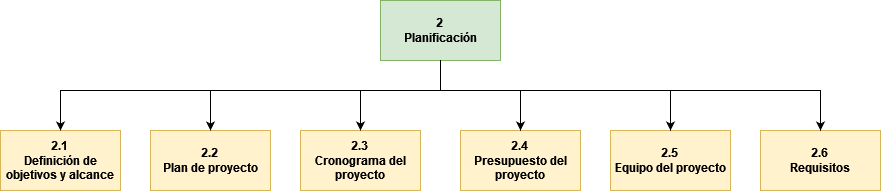 2
Planificación
2.1
Definición de
objetivos y alcance
2.2
Plan de proyecto
2.3
Cronograma del
proyecto
2.4
Presupuesto del
proyecto
2.5
Equipo del proyecto
2.6
Requisitos